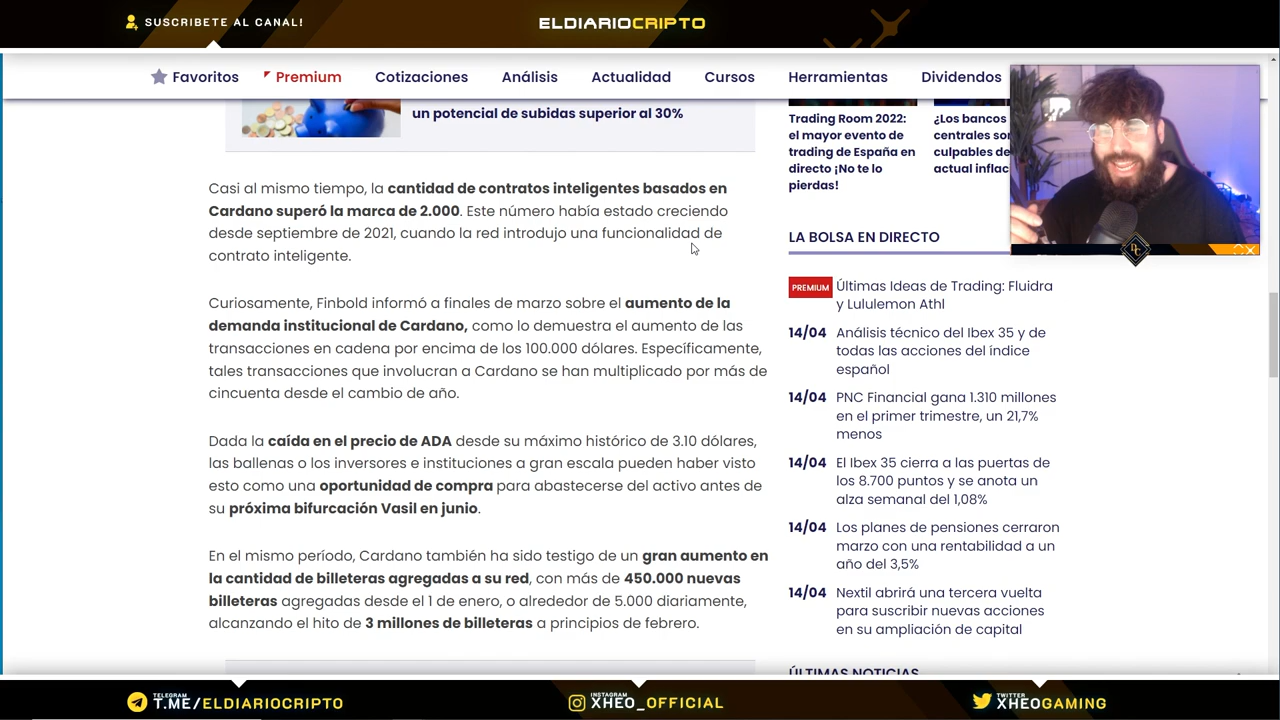 SUSCRIBETE AL CANAL!
ELDIARIOCRIPTO
Favoritos
Premium
Cotizaciones
Análisis
Actualidad
Cursos
Herramientas
Dividendos
un potencial de subidas superior al 30%
Casi al mismo tiempo, la cantidad de contratos inteligentes basados en
Cardano superó la marca de 2.000. Este número había estado creciendo
desde septiembre de 2021, cuando la red introdujo una funcionalidad de
contrato inteligente.
Curiosamente, Finbold informó a finales de marzo sobre el aumento de la
demanda institucional de Cardano, como lo demuestra el aumento de las
transacciones en cadena por encima de los 100.000 dólares. Específicamente,
tales transacciones que involucran a Cardano se han multiplicado por más de
cincuenta desde el cambio de año.
Dada la caída en el precio de ADA desde su máximo histórico de 3.10 dólares,
las ballenas o los inversores e instituciones a gran escala pueden haber visto
esto como una oportunidad de compra para abastecerse del activo antes de
su próxima bifurcación Vasil en junio.
En el mismo período, Cardano también ha sido testigo de un gran aumento en
la cantidad de billeteras agregadas a su red, con más de 450.000 nuevas
billeteras agregadas desde el 1 de enero, o alrededor de 5.000 diariamente,
alcanzando el hito de 3 millones de billeteras a principios de febrero.
Trading Room 2022:
el mayor evento de
trading de España en
directo ¡No te lo
pierdas!
¿Los bancos
centrales
culpables de
actual
LA BOLSA EN DIRECTO
PREMIUM Últimas Ideas de Trading: Fluidra
y Lululemon Athl
14/04 Análisis técnico del Ibex 35 y de
todas las acciones del índice
español
14/04 PNC Financial gana 1.310 millones
en el primer trimestre, un 21,7%
menos
14/04 El Ibex 35 cierra a las puertas de
los 8.700 puntos y se anota un
alza semanal del 1,08%
14/04 Los planes de pensiones cerraron
marzo con una rentabilidad a un
año del 3,5%
14/04 Nextil abrirá una tercera vuelta
para suscribir nuevas acciones
en su ampliación de capital
ÚLTIMAS NOTICIAS
TELEGRAM
T.ME/ELDIARIOCRIPTO
INSTAGRAM
XHEO_OFFICIAL
TWITTER
XHEOGAMING